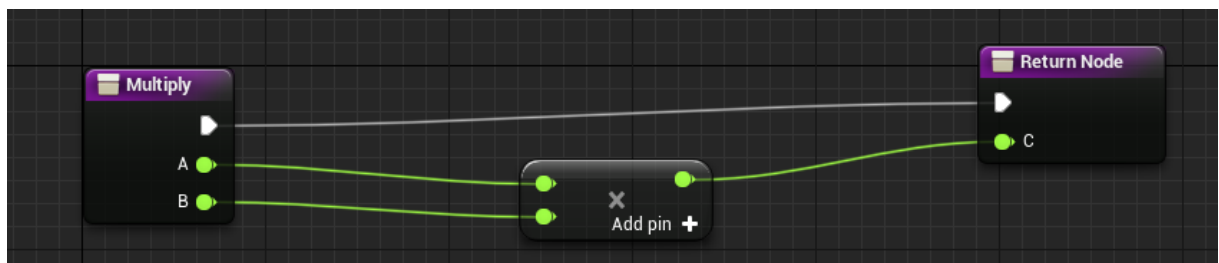 Multiply
A
B
Add pin
Return Node
C